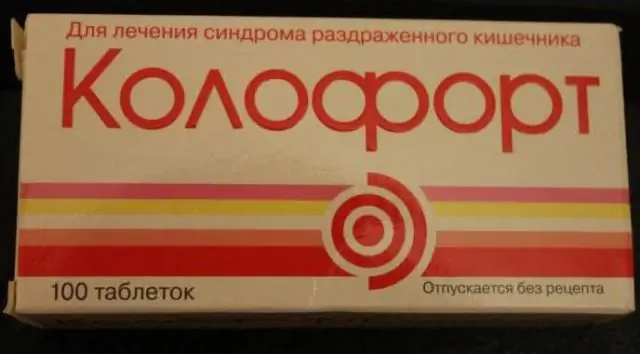 Для лечения синдрома раздраженного кишечника
Колофорт
100 таблеток
Отпускается без рецепта